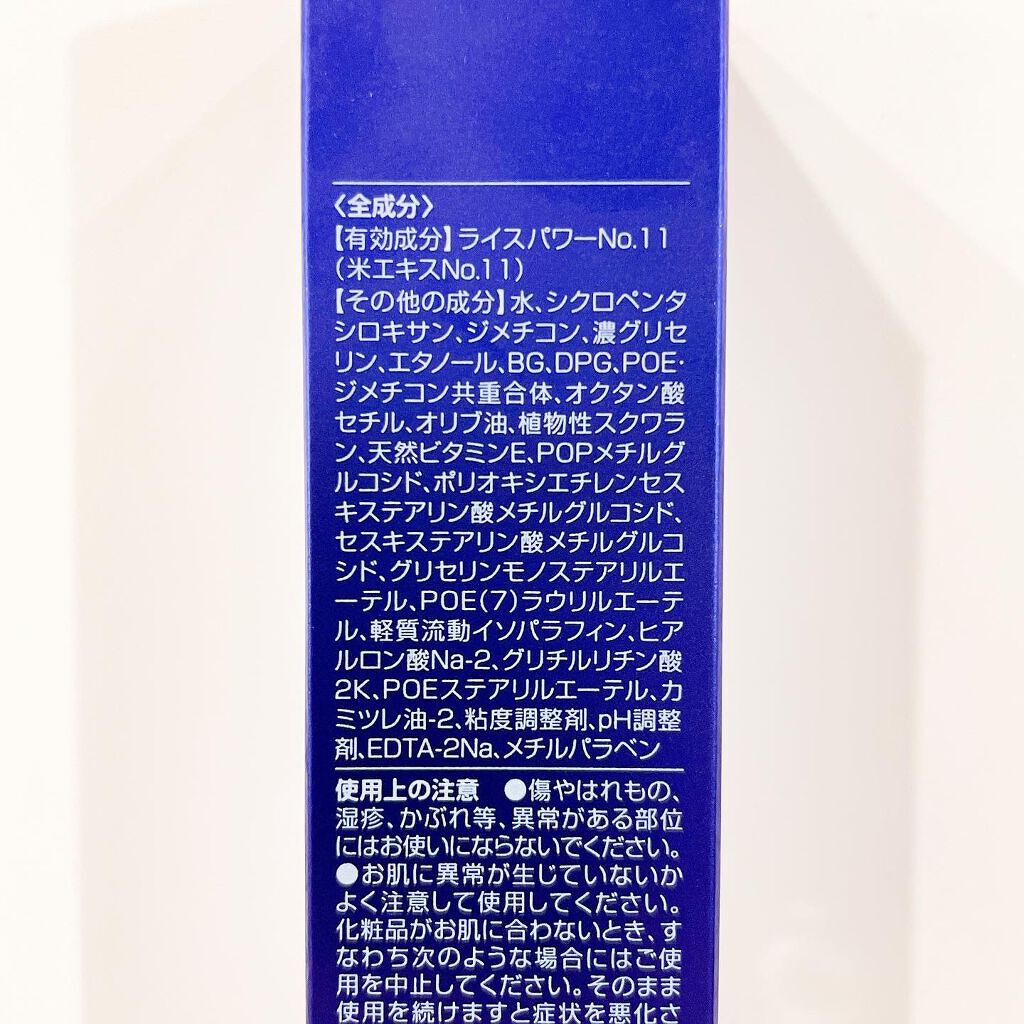 〈全成分〉
【有効成分】ライスパワーNo.11
（米エキスNo.11）
【その他の成分】水、シクロペンタ
シロキサン、ジメチコン、濃グリセ
リン、エタノール、BG、DPG、POE・
ジメチコン共重合体、オクタン酸
セチル、オリブ油、植物性スクワラ
ン、天然ビタミンE、POPメチルグ
ルコシド、ポリオキシエチレンセス
キステアリン酸メチルグルコシド、
セスキステアリン酸メチルグルコ
シド、グリセリンモノステアリルエ
ーテル、POE（7）ラウリルエーテ
ル、軽質流動イソパラフィン、ヒア
ルロン酸Na-2、グリチルリチン酸
2K、POEステアリルエーテル、カ
ミツレ油-2、粘度調整剤、pH調整
剤、EDTA-2Na、メチルパラベン
使用上の注意　●傷やはれもの、
湿疹、かぶれ等、異常がある部位
にはお使いにならないでください。
●お肌に異常が生じていないか
よく注意して使用してください。
化粧品がお肌に合わないとき、す
なわち次のような場合にはご使
用を中止してください。そのまま
使用を続けますと症状を悪化さ